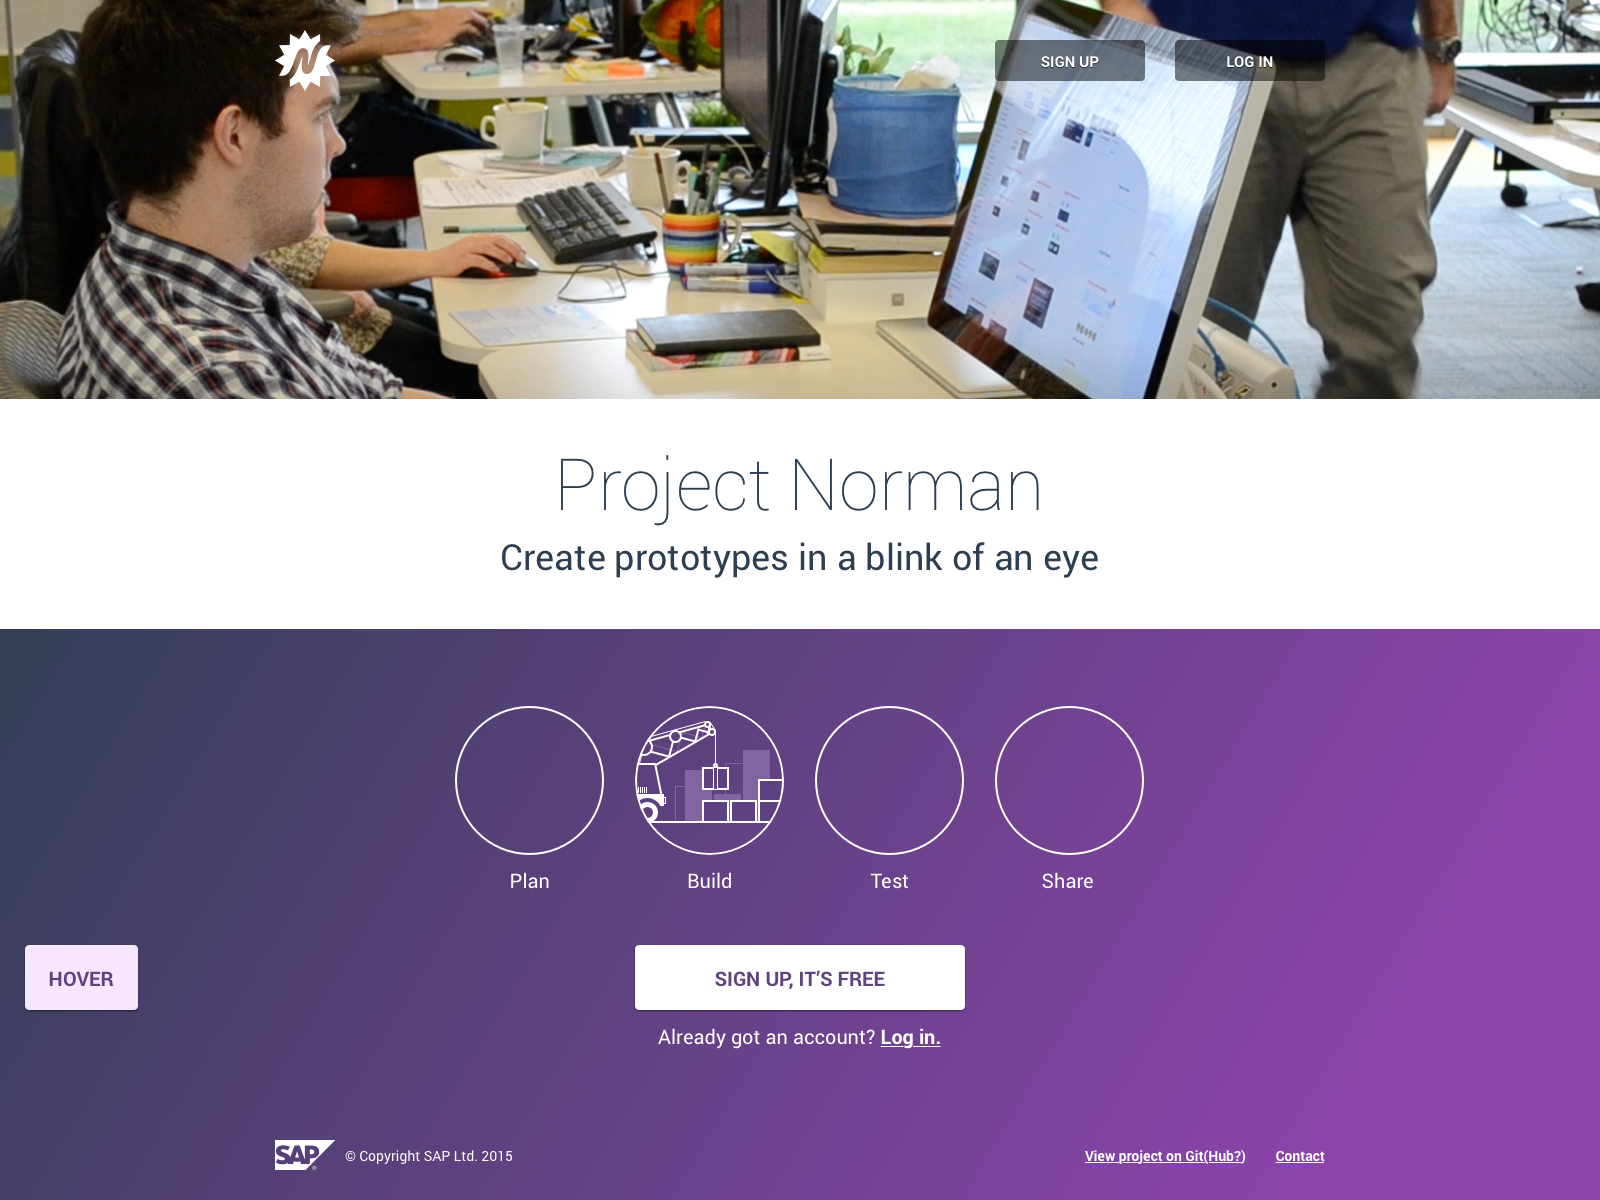 N
SIGN UP
LOG IN
Project Norman
Create prototypes in a blink of an eye
Plan
Build
Test
Share
HOVER
SIGN UP, IT’S FREE
Already got an account? Log in.
SAP ® © Copyright SAP Ltd. 2015
View project on Git(Hub?)
Contact